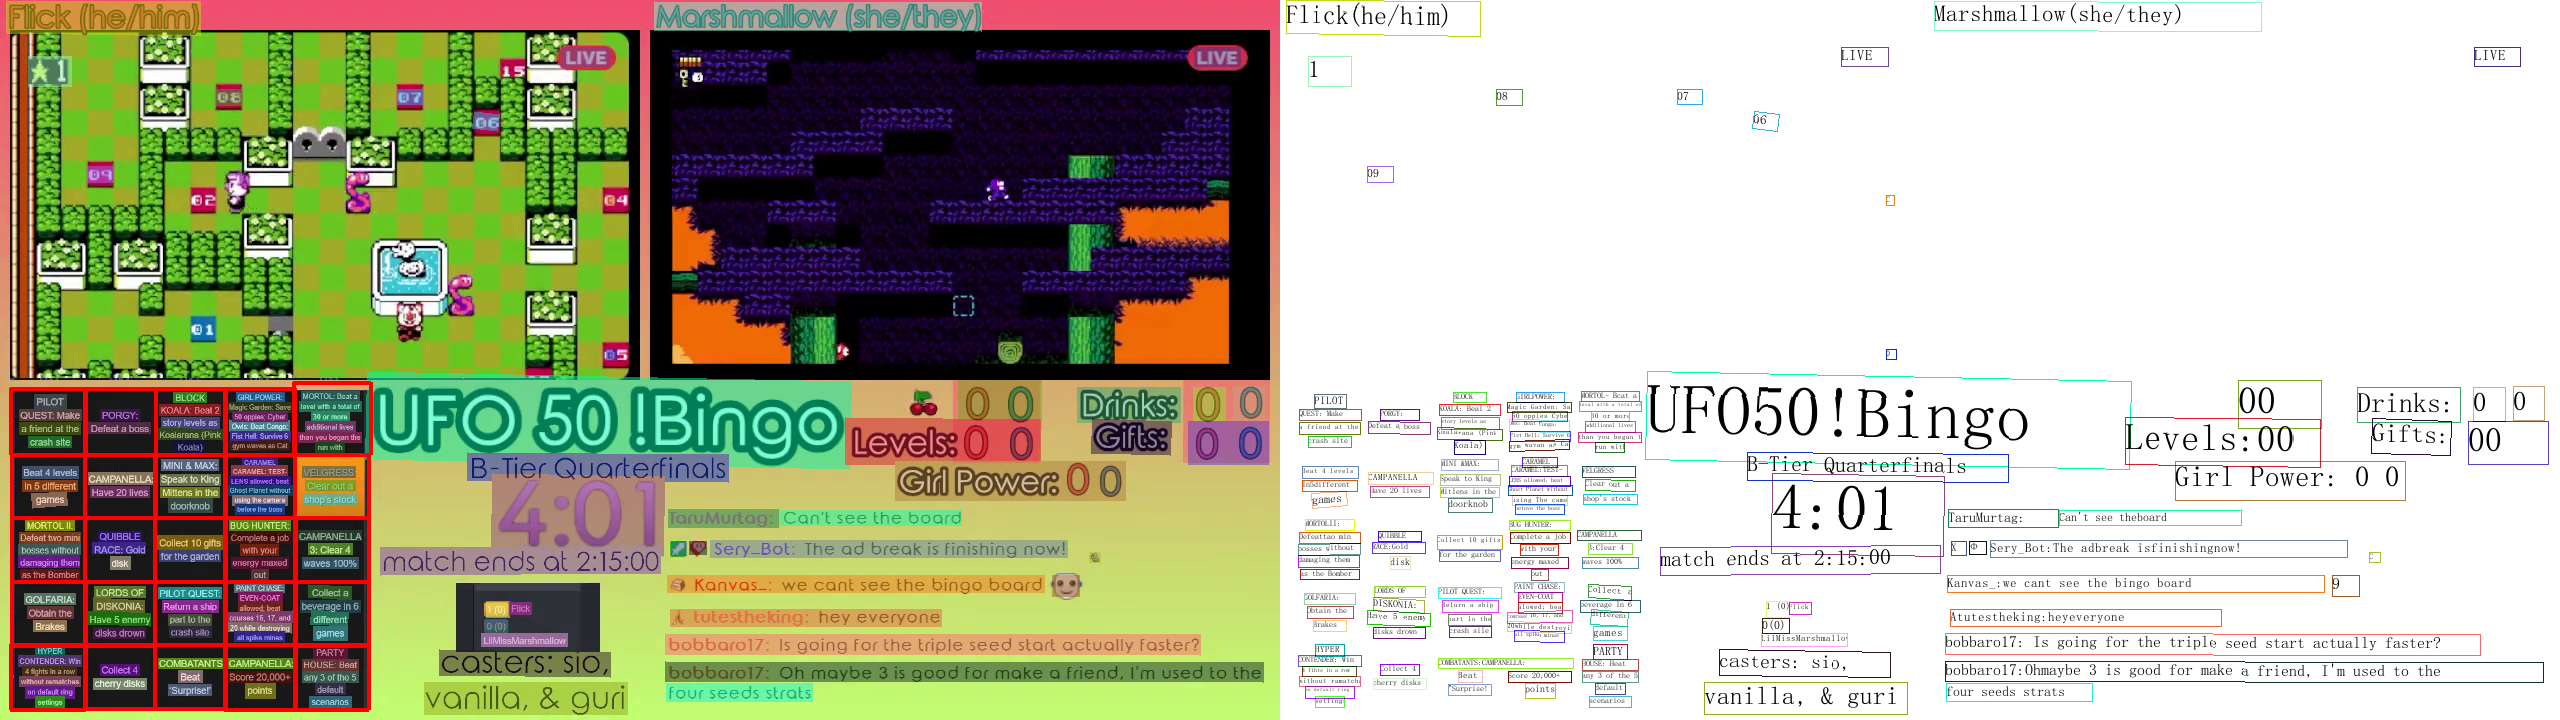 Flick (he/him)
Marshmallow (she/they)
LIVE
LIVE
1
15
08
07
06
09
02
04
01
05
PILOT
QUEST: Make
a friend at the
crash site
PORGY:
Defeat a boss
BLOCK
KOALA: Beat 2
story levels as
Koalarana (Pink
Koala)
GIRL POWER:
Magic Garden: Save
50 oppies; Cyber
Owls: Beat Congo;
Fist Hell: Survive 6
gym waves as Cat
MORTOL: Beat a
level with a total of
30 or more
additional lives
than you began the
run with
Beat 4 levels
in 5 different
games
CAMPANELLA:
Have 20 lives
MINI & MAX:
Speak to King
Mittens in the
doorknob
CARAMEL
CARAMEL: TEST-
LENS allowed; beat
Ghost Planet without
using the camera
before the boss
VELGRESS:
Clear out a
shop's stock
MORTOL II:
Defeat two mini
bosses without
damaging them
as the Bomber
QUIBBLE
RACE: Gold
disk
Collect 10 gifts
for the garden
BUG HUNTER:
Complete a job
with your
energy maxed
out
CAMPANELLA
3: Clear 4
waves 100%
GOLFARIA:
Obtain the
Brakes
LORDS OF
DISKONIA:
Have 5 enemy
disks drown
PILOT QUEST:
Return a ship
part to the
crash site
PAINT CHASE:
EVEN-COAT
allowed; beat
courses 16, 17, and
20 while destroying
all spike mines
Collect a
beverage in 6
different
games
HYPER
CONTENDER: Win
4 fights in a row
without rematches
on default ring
settings
Collect 4
cherry disks
COMBATANTS:
Beat
'Surprise!'
CAMPANELLA:
Score 20,000+
points
PARTY
HOUSE: Beat
any 3 of the 5
default
scenarios
UFO 50 !Bingo
B-Tier Quarterfinals
4:01
match ends at 2:15:00
1 (0) Flick
0 (0)
LilMissMarshmallow
casters: sio,
vanilla, & guri
0 0
Levels: 0 0
Girl Power: 0 0
Drinks: 0 0
Gifts: 0 0
TaruMurtag: Can't see the board
Sery_Bot: The ad break is finishing now!
Kanvas_: we cant see the bingo board
tutestheking: hey everyone
bobbaro17: Is going for the triple seed start actually faster?
bobbaro17: Oh maybe 3 is good for make a friend, I'm used to the
four seeds strats